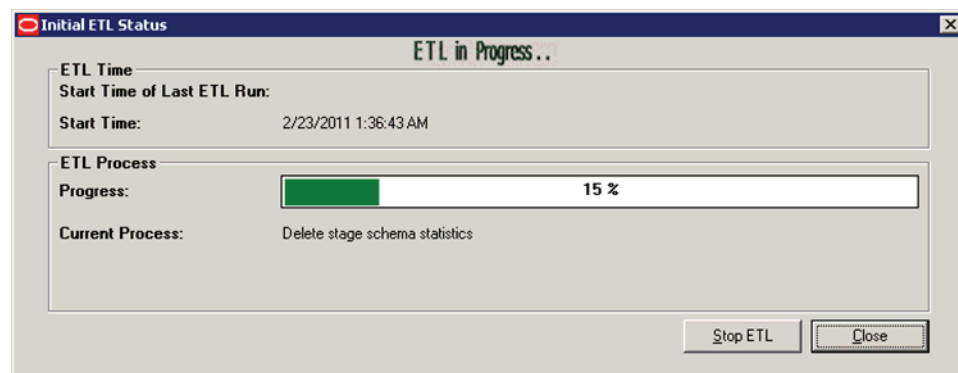 Initial ETL Status
ETL in Progress..
ETL Time
Start Time of Last ETL Run:
Start Time: 2/23/2011 1:36:43 AM
ETL Process
Progress: 15 %
Current Process: Delete stage schema statistics
Stop ETL Close